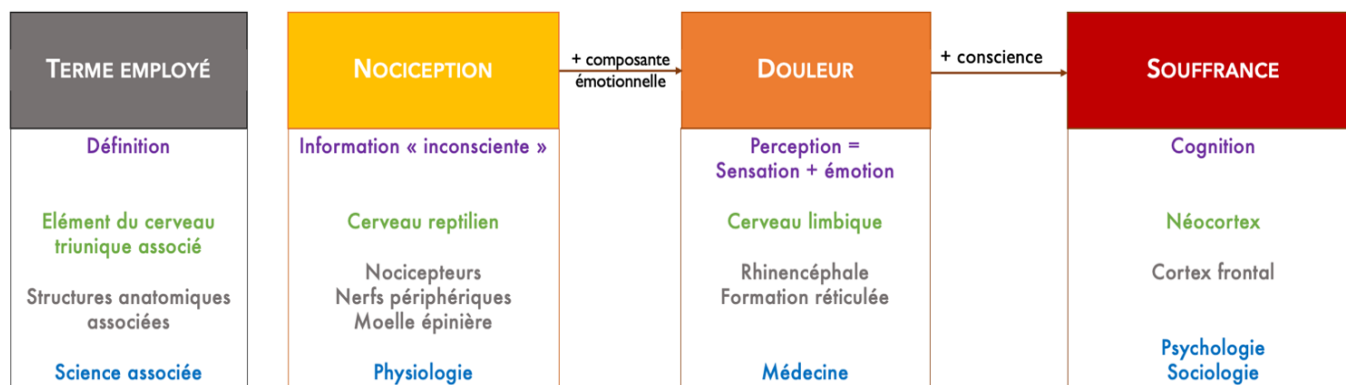 TERME EMPLOYÉ
Définition
Elément du cerveau
triunique associé
Structures anatomiques
associées
Science associée
NOCICEPTION
Information « inconsciente »
Cerveau reptilien
Nocicepteurs
Nerfs périphériques
Moelle épinière
Physiologie
+ composante
émotionnelle
DOULEUR
Perception =
Sensation + émotion
Cerveau limbique
Rhinencéphale
Formation réticulée
Médecine
+ conscience
SOUFFRANCE
Cognition
Néocortex
Cortex frontal
Psychologie
Sociologie